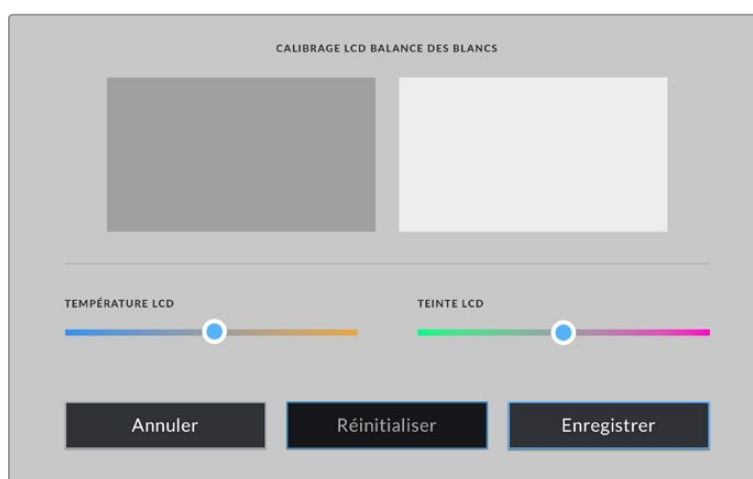 CALIBRAGE LCD BALANCE DES BLANCS
TEMPÉRATURE LCD
TEINTE LCD
Annuler
Réinitialiser
Enregistrer